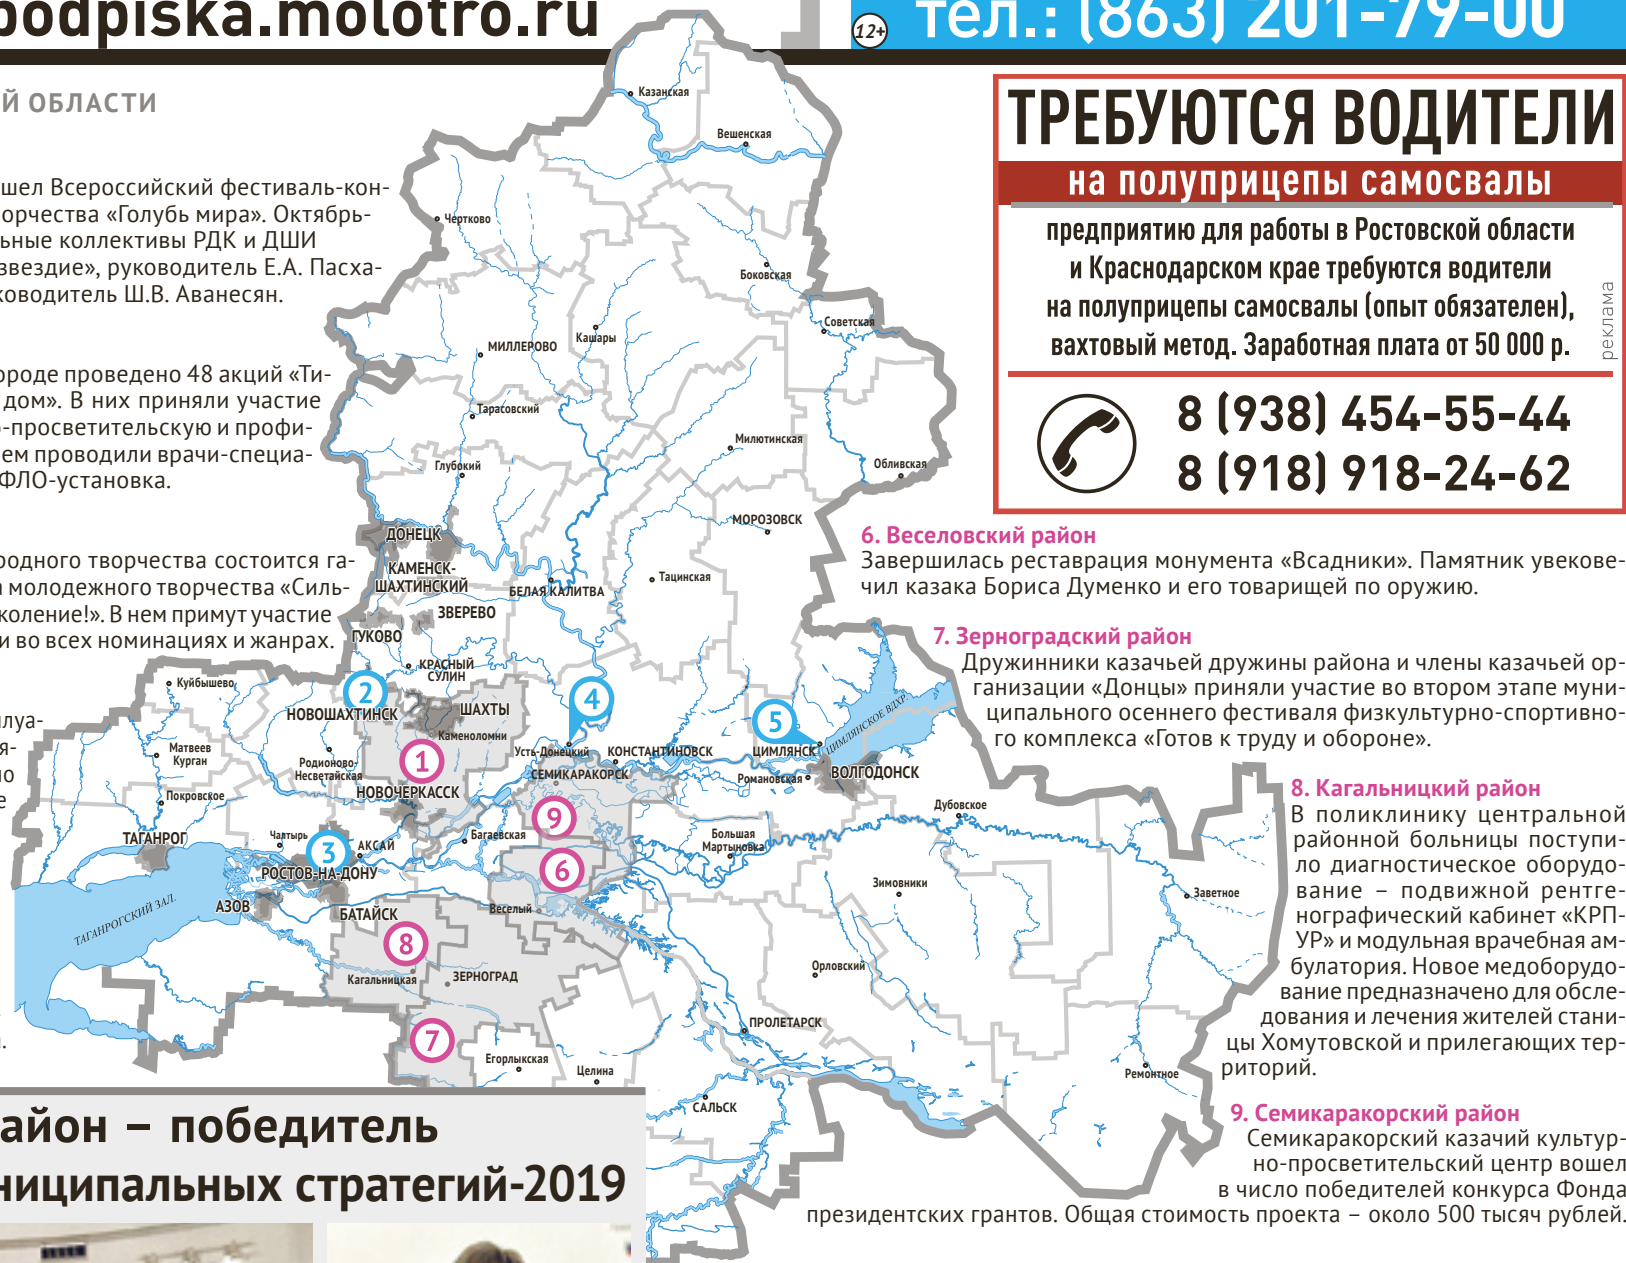 podpiska.molotro.ru
12+
тел.: (863) 201-79-00
Й ОБЛАСТИ
шел Всероссийский фестиваль-кон-
орчества «Голубь мира». Октябрь-
ьные коллективы РДК и ДШИ
звездие», руководитель Е.А. Пасха-
ководитель Ш.В. Аванесян.
ороде проведено 48 акций «Ти-
дом». В них приняли участие
о-просветительскую и профи-
ем проводили врачи-специа-
ФЛО-установка.
родного творчества состоится га-
а молодежного творчества «Силь-
коление!». В нем примут участие
и во всех номинациях и жанрах.
луа-
я-
о
е
.
ТРЕБУЮТСЯ ВОДИТЕЛИ
на полуприцепы самосвалы
предприятию для работы в Ростовской области
и Краснодарском крае требуются водители
на полуприцепы самосвалы (опыт обязателен),
вахтовый метод. Заработная плата от 50 000 р.
реклама
8 (938) 454-55-44
8 (918) 918-24-62
6. Веселовский район
Завершилась реставрация монумента «Всадники». Памятник увекове-
чил казака Бориса Думенко и его товарищей по оружию.
7. Зерноградский район
Дружинники казачьей дружины района и члены казачьей ор-
ганизации «Донцы» приняли участие во втором этапе муни-
ципального осеннего фестиваля физкультурно-спортивно-
го комплекса «Готов к труду и обороне».
8. Кагальницкий район
В поликлинику центральной
районной больницы поступи-
ло диагностическое оборудо-
вание – подвижной рентге-
нографический кабинет «КРП-
УР» и модульная врачебная ам-
булатория. Новое медоборудо-
вание предназначено для обсле-
дования и лечения жителей стани-
цы Хомутовской и прилегающих тер-
риторий.
9. Семикаракорский район
Семикаракорский казачий культур-
но-просветительский центр вошел
в число победителей конкурса Фонда
президентских грантов. Общая стоимость проекта – около 500 тысяч рублей.
Казанская
Вешенская
Чертково
Боковская
Советская
Кашары
МИЛЛЕРОВО
Тарасовский
Милютинская
Обливская
Глубокий
МОРОЗОВСК
ДОНЕЦК
КАМЕНСК-
ШАХТИНСКИЙ
Тацинская
БЕЛАЯ КАЛИТВА
ЗВЕРЕВО
ГУКОВО
КРАСНЫЙ
СУЛИН
Куйбышево
2
4
5
НОВОШАХТИНСК
ШАХТЫ
Каменоломни
ЦИМЛЯНСКОЕ ВДХР.
Матвеев
Курган
Родионово-
Несветайская
1
Усть-Донецкий
КОНСТАНТИНОВСК
ЦИМЛЯНСК
СЕМИКАРАКОРСК
Романовская
ВОЛГОДОНСК
Покровское
НОВОЧЕРКАССК
9
Дубовское
ТАГАНРОГ
Чалтырь
АКСАЙ
Багаевская
Большая
Мартыновка
3
РОСТОВ-НА-ДОНУ
6
Зимовники
Заветное
АЗОВ
БАТАЙСК
Веселый
ТАГАНРОГСКИЙ ЗАЛ.
8
Кагальницкая
ЗЕРНОГРАД
Орловский
7
ПРОЛЕТАРСК
Егорлыкская
Целина
Ремонтное
САЛЬСК
айон – победитель
ниципальных стратегий-2019